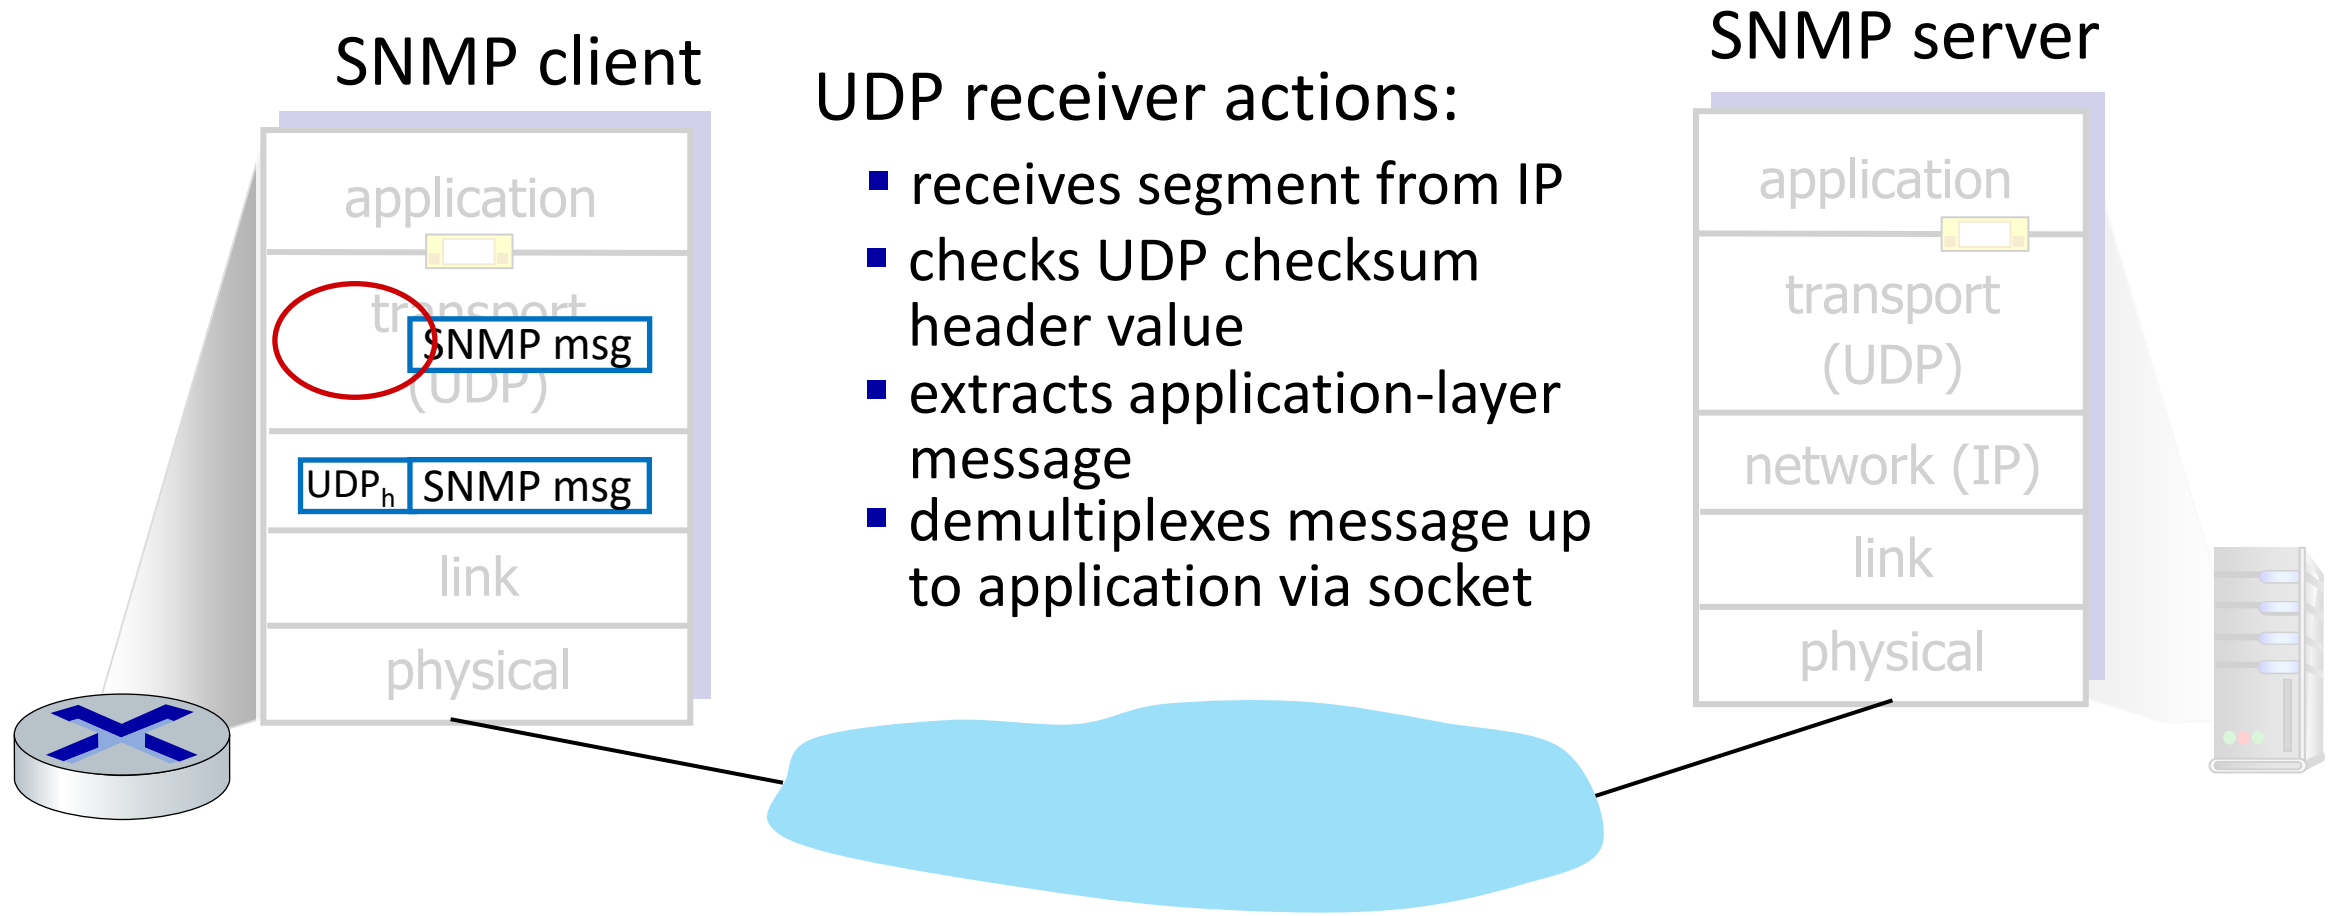 SNMP client
application
transport
SNMP msg
(UDP)
UDPh SNMP msg
link
physical
UDP receiver actions:
receives segment from IP
checks UDP checksum
header value
extracts application-layer
message
demultiplexes message up
to application via socket
SNMP server
application
transport
(UDP)
network (IP)
link
physical